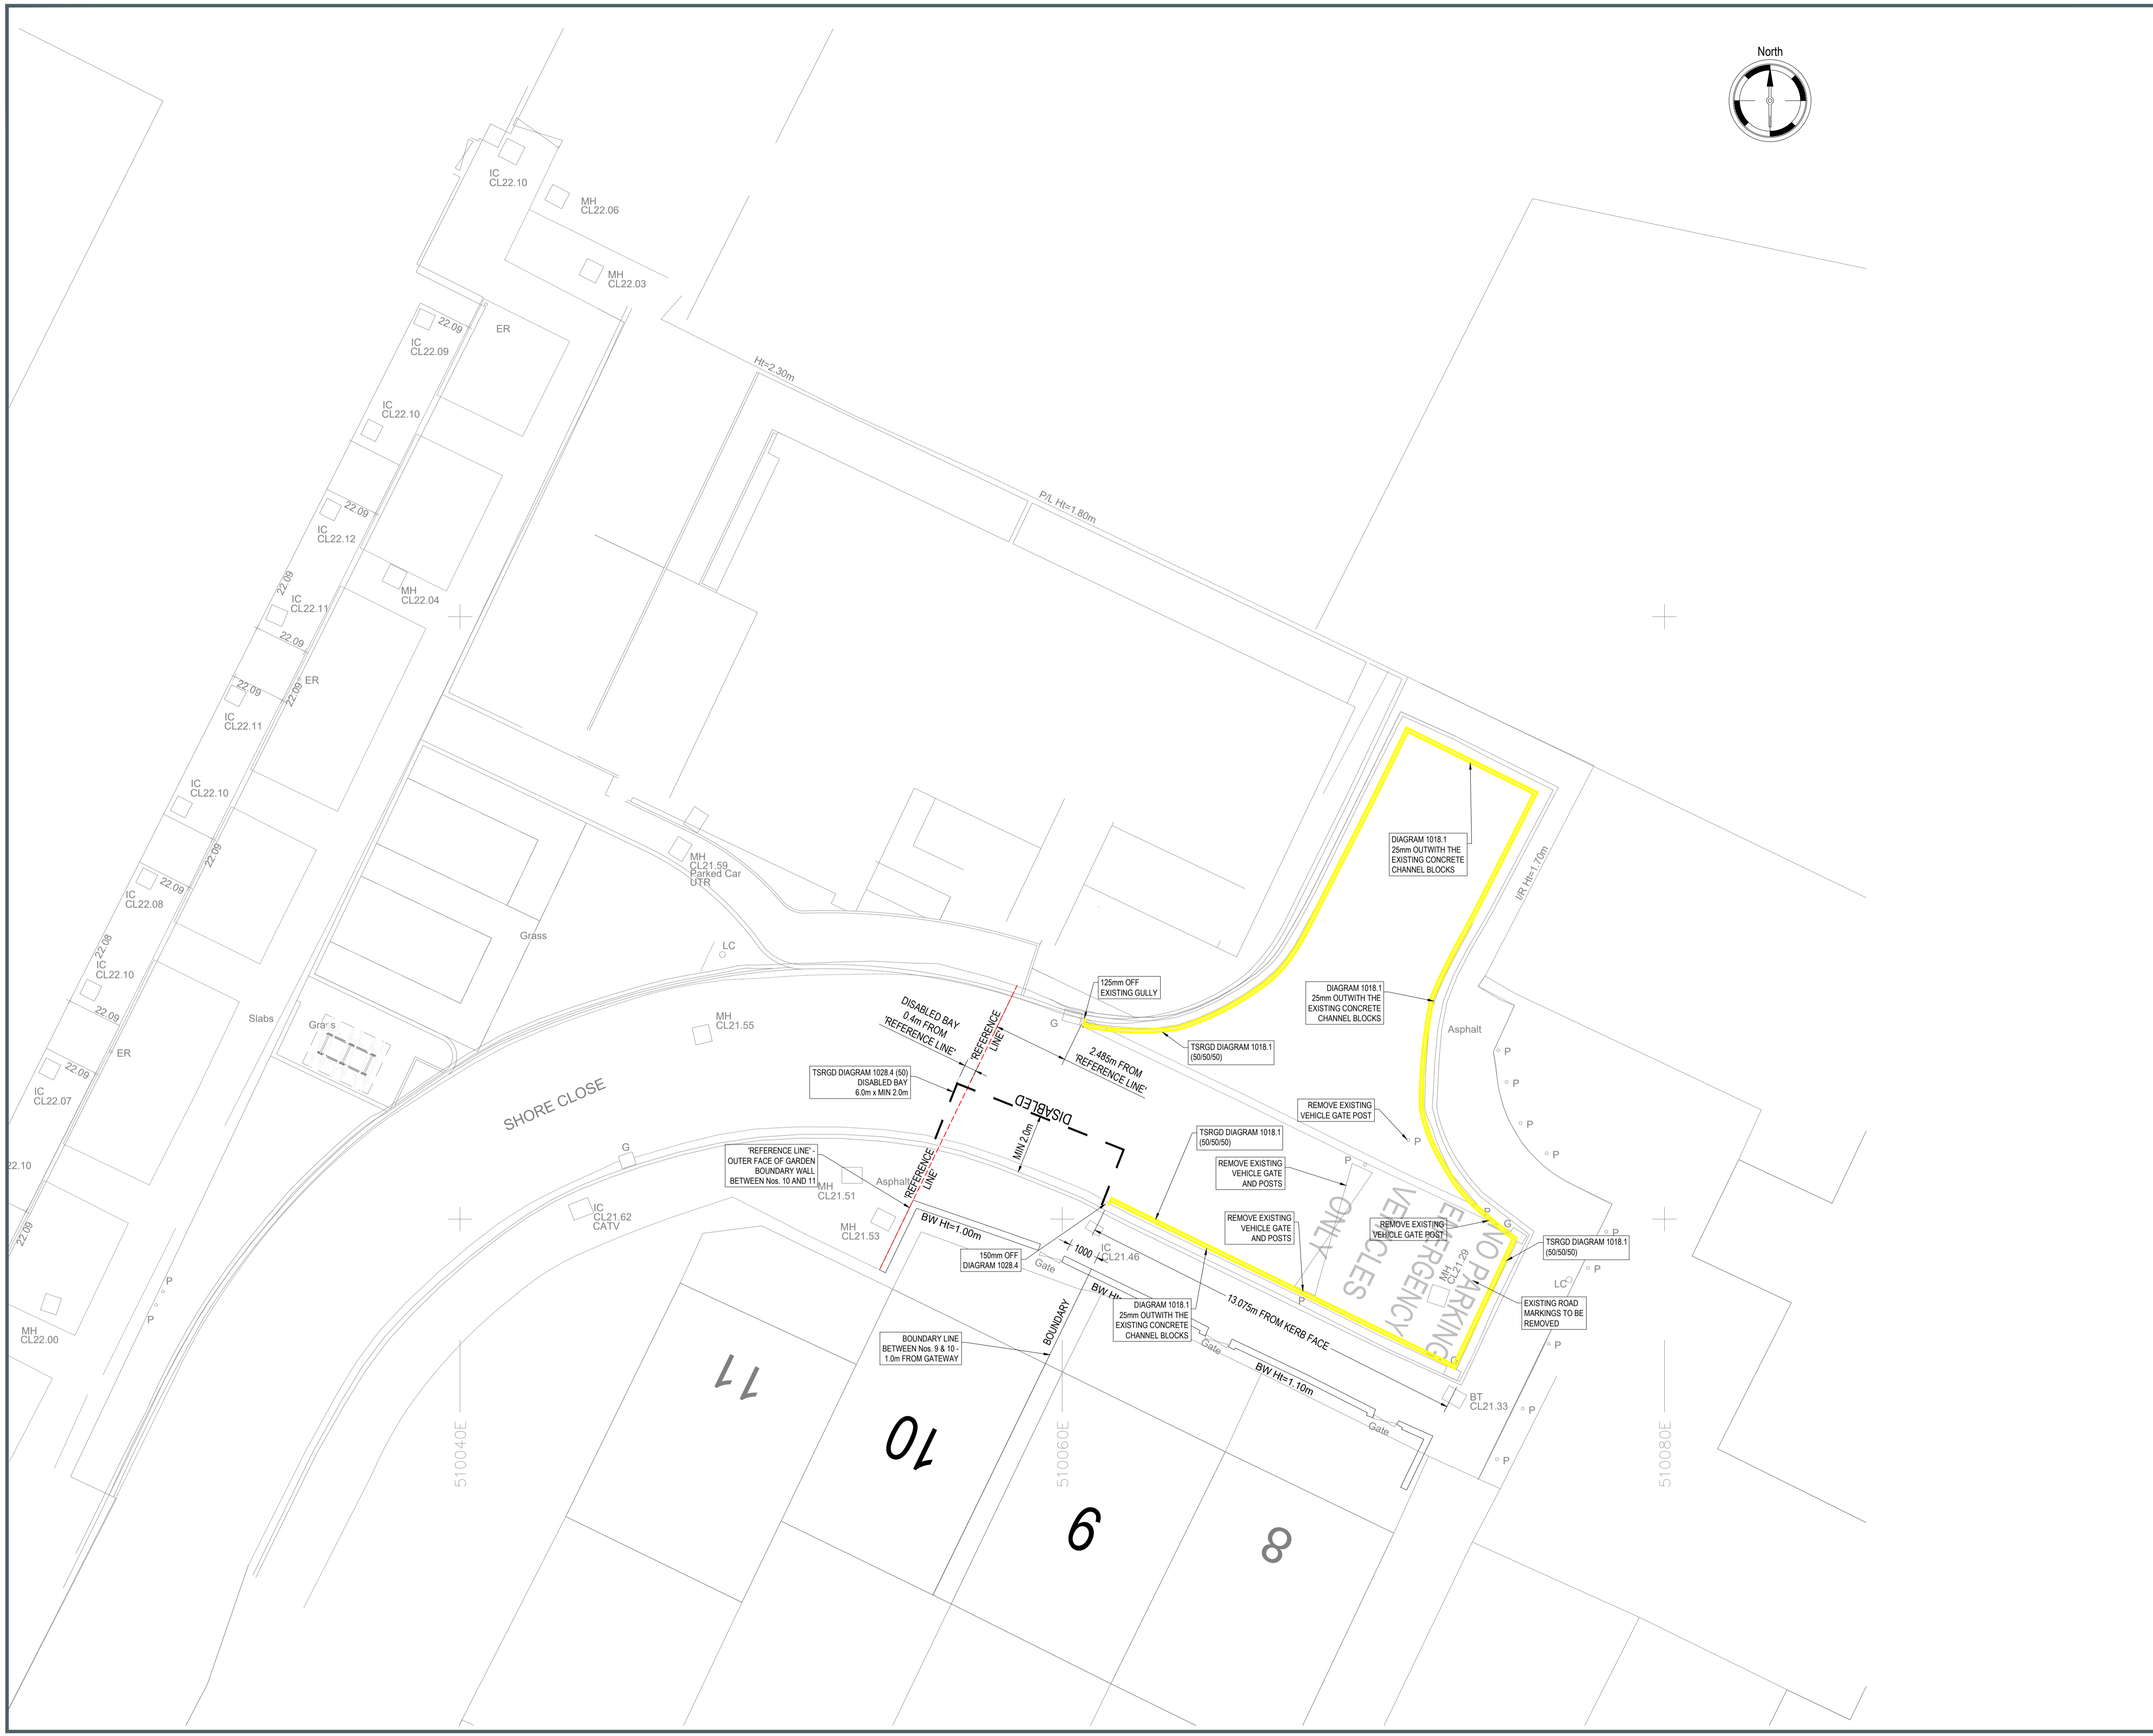 North
IC
CL22.10
MH
CL22.06
MH
CL22.03
22.09
ER
IC
CL22.09
Ht=2.30m
IC
CL22.10
P/L Ht=1.80m
22.09
IC
CL22.12
22.09
MH
CL22.04
IC
CL22.11
22.09
ER
22.09
22.09
IC
CL22.11
IC
CL22.10
22.09
MH
CL21.59
Parked Car
UTR
DIAGRAM 1018.1
25mm OUTWITH THE
EXISTING CONCRETE
CHANNEL BLOCKS
I/R Ht=1.70m
22.09
IC
CL22.08
Grass
LC
22.08
IC
CL22.10
125mm OFF
EXISTING GULLY
DIAGRAM 1018.1
25mm OUTWITH THE
EXISTING CONCRETE
CHANNEL BLOCKS
22.09
Slabs
MH
CL21.55
DISABLED BAY
0.4m FROM
'REFERENCE LINE'
'REFERENCE
LINE'
G
Asphalt
ER
P
TSRGD DIAGRAM 1018.1
(50/50/50)
2.485m FROM
'REFERENCE LINE'
22.09
IC
CL22.07
TSRGD DIAGRAM 1028.4 (50)
DISABLED BAY
6.0m x MIN 2.0m
P
SHORE CLOSE
DISABLED
REMOVE EXISTING
VEHICLE GATE POST
P
P
MIN 2.0m
TSRGD DIAGRAM 1018.1
(50/50/50)
P
G
'REFERENCE LINE' -
OUTER FACE OF GARDEN
BOUNDARY WALL
BETWEEN Nos. 10 AND 11
'REFERENCE
LINE'
REMOVE EXISTING
VEHICLE GATE
AND POSTS
P
22.10
Asphalt
MH
CL21.51
IC
CL21.62
CATV
MH
CL21.53
BW Ht=1.00m
REMOVE EXISTING
VEHICLE GATE
AND POSTS
REMOVE EXISTING
VEHICLE GATE POST
P
G
P
22.09
NO PARKING
EMERGENCY
VEHICLES
ONLY
TSRGD DIAGRAM 1018.1
(50/50/50)
150mm OFF
DIAGRAM 1028.4
1000
IC
CL21.46
Gate
MH
CL21.29
P
LC
P
P
P
BW Ht
13.075m FROM KERB FACE
EXISTING ROAD
MARKINGS TO BE
REMOVED
MH
CL22.00
DIAGRAM 1018.1
25mm OUTWITH THE
EXISTING CONCRETE
CHANNEL BLOCKS
BOUNDARY
BOUNDARY LINE
BETWEEN Nos. 9 & 10 -
1.0m FROM GATEWAY
Gate
P
G
BW Ht=1.10m
11
BT
CL21.33
P
Gate
10
510040E
510060E
510080E
P
9
8